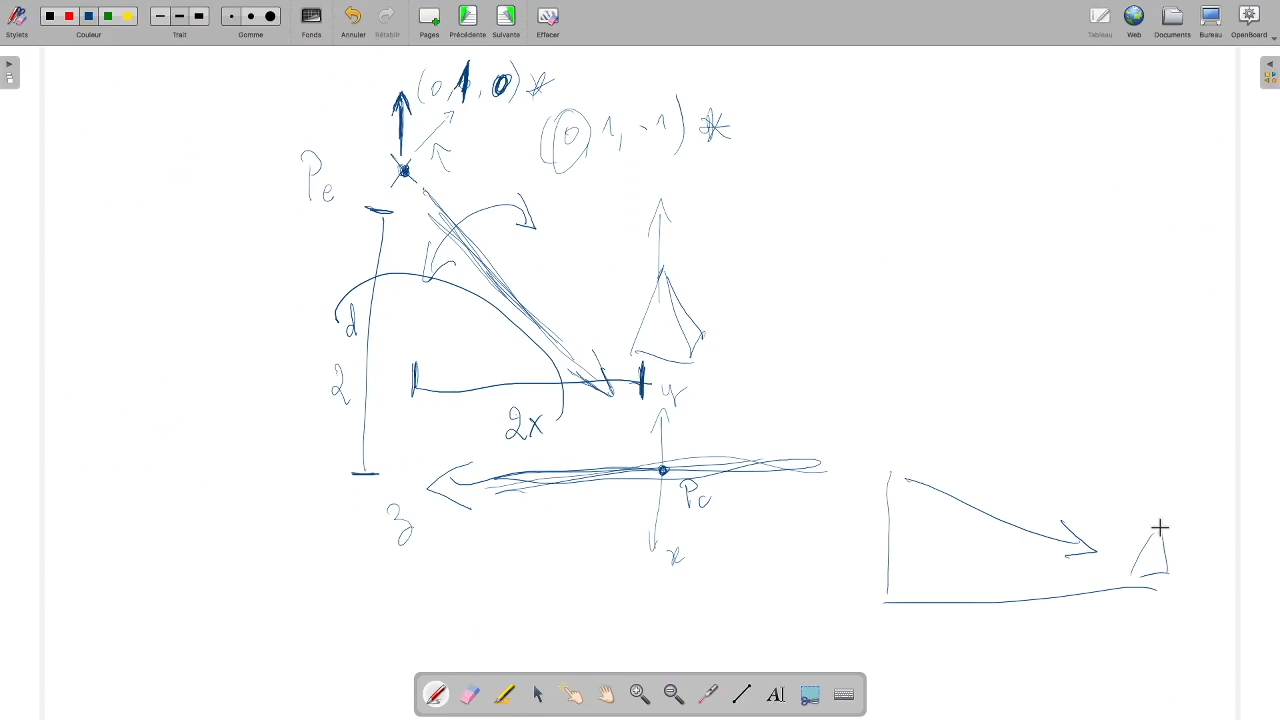 Stylets
Couleur
Trait
Gomme
Fonds
Annuler
Rétablir
Pages
Précédente
Suivante
Effacer
Tableau
Web
Documents
Bureau
OpenBoard
(0, 1, 0) *
(0, 1, -1) *
Pe
d
2
2x
y
z
Pc
x
AI